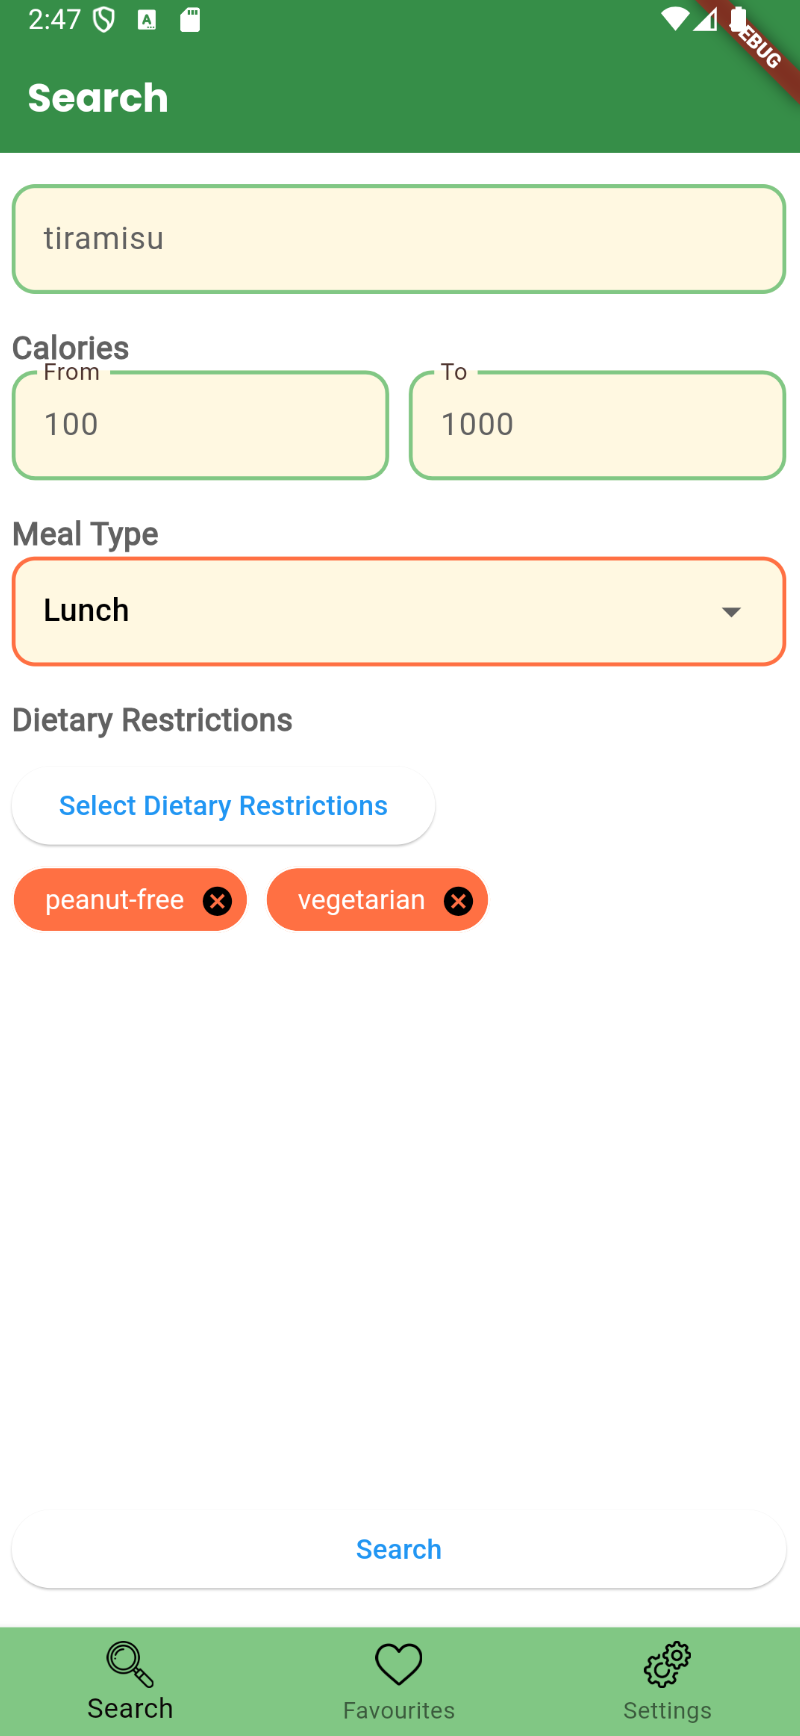 2:47
DEBUG
Search
tiramisu
Calories
From To
100 1000
Meal Type
Lunch
Dietary Restrictions
Select Dietary Restrictions
peanut-free vegetarian
Search
Search Favourites Settings